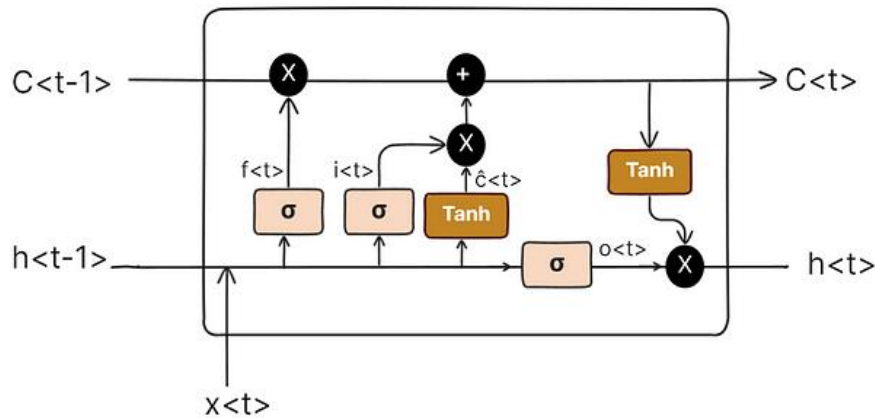 X
+
C<t-1>
C<t>
X
f<t>
i<t>
ĉ<t>
Tanh
σ
σ
Tanh
h<t-1>
σ
o<t>
X
h<t>
x<t>